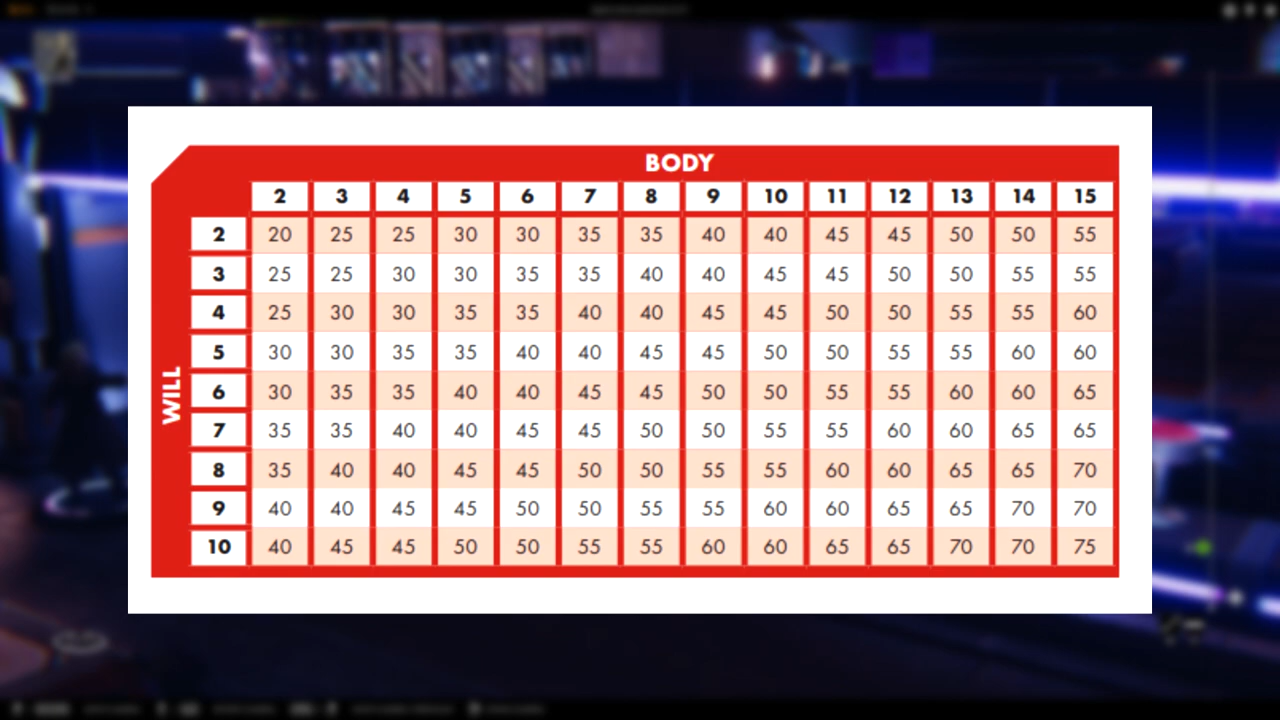 BODY
2 3 4 5 6 7 8 9 10 11 12 13 14 15
WILL
2 20 25 25 30 30 35 35 40 40 45 45 50 50 55
3 25 25 30 30 35 35 40 40 45 45 50 50 55 55
4 25 30 30 35 35 40 40 45 45 50 50 55 55 60
5 30 30 35 35 40 40 45 45 50 50 55 55 60 60
6 30 35 35 40 40 45 45 50 50 55 55 60 60 65
7 35 35 40 40 45 45 50 50 55 55 60 60 65 65
8 35 40 40 45 45 50 50 55 55 60 60 65 65 70
9 40 40 45 45 50 50 55 55 60 60 65 65 70 70
10 40 45 45 50 50 55 55 60 60 65 65 70 70 75